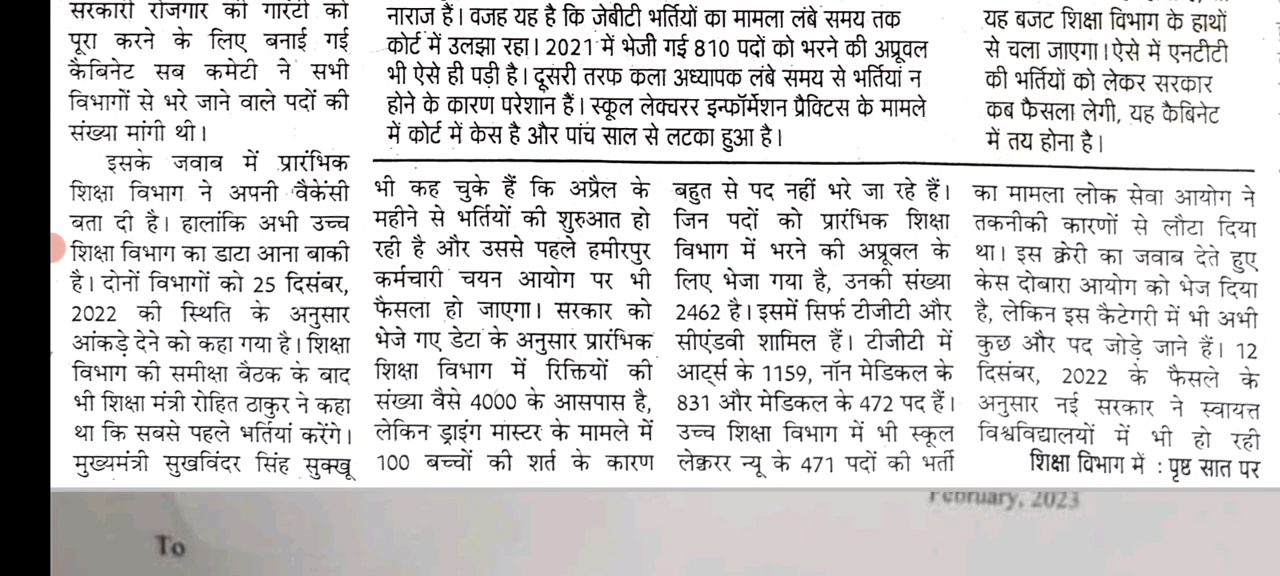 सरकारी रोजगार की गारंटी को
पूरा करने के लिए बनाई गई
कैबिनेट सब कमेटी ने सभी
विभागों से भरे जाने वाले पदों की
संख्या मांगी थी।
इसके जवाब में प्रारंभिक
शिक्षा विभाग ने अपनी वैकेंसी
बता दी है। हालांकि अभी उच्च
शिक्षा विभाग का डाटा आना बाकी
है। दोनों विभागों को 25 दिसंबर,
2022 की स्थिति के अनुसार
आंकड़े देने को कहा गया है। शिक्षा
विभाग की समीक्षा बैठक के बाद
भी शिक्षा मंत्री रोहित ठाकुर ने कहा
था कि सबसे पहले भर्तियां करेंगे।
मुख्यमंत्री सुखविंदर सिंह सुक्खू
नाराज हैं। वजह यह है कि जेबीटी भर्तियों का मामला लंबे समय तक
कोर्ट में उलझा रहा। 2021 में भेजी गई 810 पदों को भरने की अप्रूवल
भी ऐसे ही पड़ी है। दूसरी तरफ कला अध्यापक लंबे समय से भर्तियां न
होने के कारण परेशान हैं। स्कूल लेक्चरर इन्फॉर्मेशन प्रैक्टिस के मामले
में कोर्ट में केस है और पांच साल से लटका हुआ है।
यह बजट शिक्षा विभाग के हाथों
से चला जाएगा। ऐसे में एनटीटी
की भर्तियों को लेकर सरकार
कब फैसला लेगी, यह कैबिनेट
में तय होना है।
भी कह चुके हैं कि अप्रैल के
महीने से भर्तियों की शुरुआत हो
रही है और उससे पहले हमीरपुर
कर्मचारी चयन आयोग पर भी
फैसला हो जाएगा। सरकार को
भेजे गए डेटा के अनुसार प्रारंभिक
शिक्षा विभाग में रिक्तियों की
संख्या वैसे 4000 के आसपास है,
लेकिन ड्राइंग मास्टर के मामले में
100 बच्चों की शर्त के कारण
बहुत से पद नहीं भरे जा रहे हैं।
जिन पदों को प्रारंभिक शिक्षा
विभाग में भरने की अप्रूवल के
लिए भेजा गया है, उनकी संख्या
2462 है। इसमें सिर्फ टीजीटी और
सीएंडवी शामिल हैं। टीजीटी में
आर्ट्स के 1159, नॉन मेडिकल के
831 और मेडिकल के 472 पद हैं।
उच्च शिक्षा विभाग में भी स्कूल
लेक्ररर न्यू के 471 पदों की भर्ती
का मामला लोक सेवा आयोग ने
तकनीकी कारणों से लौटा दिया
था। इस क्वेरी का जवाब देते हुए
केस दोबारा आयोग को भेज दिया
है, लेकिन इस कैटेगरी में भी अभी
कुछ और पद जोड़े जाने हैं। 12
दिसंबर, 2022 के फैसले के
अनुसार नई सरकार ने स्वायत्त
विश्वविद्यालयों में भी हो रही
शिक्षा विभाग में : पृष्ठ सात पर
February, 2023
To